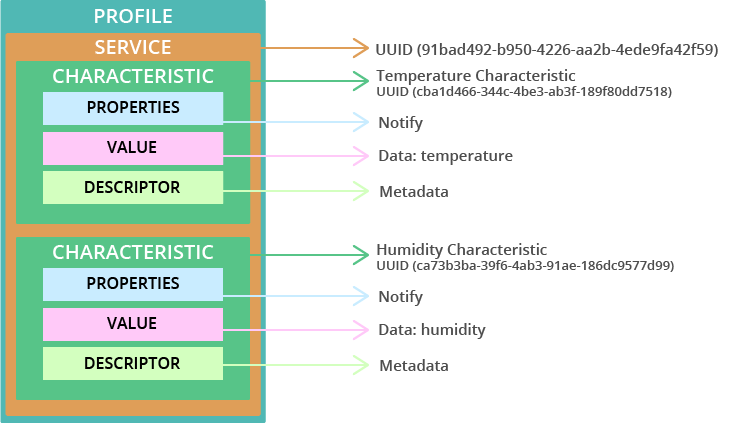 PROFILE
SERVICE
UUID (91bad492-b950-4226-aa2b-4ede9fa42f59)
CHARACTERISTIC
Temperature Characteristic
UUID (cba1d466-344c-4be3-ab3f-189f80dd7518)
PROPERTIES
Notify
VALUE
Data: temperature
DESCRIPTOR
Metadata
CHARACTERISTIC
Humidity Characteristic
UUID (ca73b3ba-39f6-4ab3-91ae-186dc9577d99)
PROPERTIES
Notify
VALUE
Data: humidity
DESCRIPTOR
Metadata